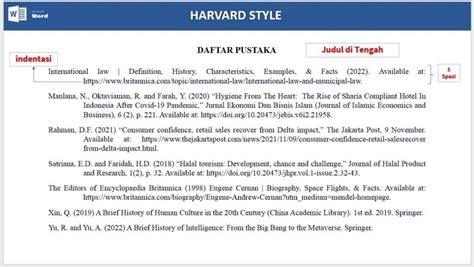 Microsoft
Word
HARVARD STYLE
DAFTAR PUSTAKA
Judul di Tengah
indentasi
1
Spasi
International law | Definition, History, Characteristics, Examples, & Facts (2022). Available at:
https://www.britannica.com/topic/international-law/International-law-and-municipal-law.
Maulana, N., Oktaviaman, R. and Farah, Y. (2020) “Hygiene From The Heart: The Rise of Sharia Compliant Hotel In
Indonesia After Covid-19 Pandemic,” Jurnal Ekonomi Dan Bisnis Islam (Journal of Islamic Economics and
Business), 6 (2), p. 221. Available at: https://doi.org/10.20473/jebis.v6i2.21958.
Rahman, D.F. (2021) “Consumer confidence, retail sales recover from Delta impact,” The Jakarta Post, 9 November.
Available at: https://www.thejakartapost.com/news/2021/11/09/consumer-confidence-retail-salesrecover
from-delta-impact.html.
Satriana, E.D. and Faridah, H.D. (2018) “Halal tourism: Development, chance and challenge,” Journal of Halal Product
and Research, 1(2), p. 32. Available at: https://doi.org/10.20473/jhpr.vol.1-issue.2.32-43.
The Editors of Encyclopaedia Britannica (1998) Eugene Cernan | Biography, Space Flights, & Facts. Available at:
https://www.britannica.com/biography/Eugene-Andrew-Cernan?utm_medium=mendel-homepage.
Xin, Q. (2019) A Brief History of Human Culture in the 20th Century (China Academic Library). 1st ed. 2019. Springer.
Yu, R. and Yu, A. (2022) A Brief History of Intelligence: From the Big Bang to the Metaverse. Springer.